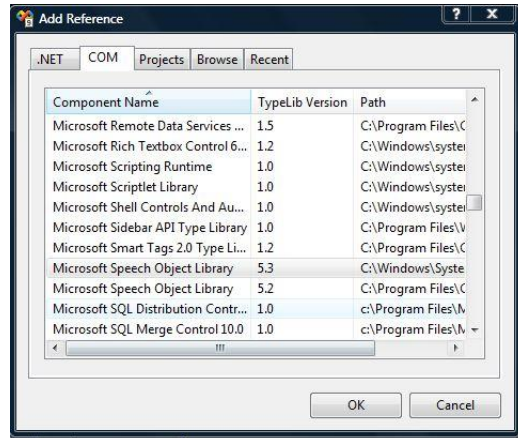 Add Reference
.NET COM Projects Browse Recent
Component Name TypeLib Version Path
Microsoft Remote Data Services ... 1.5 C:\Program Files\C
Microsoft Rich Textbox Control 6... 1.2 C:\Windows\syste
Microsoft Scripting Runtime 1.0 C:\Windows\syste
Microsoft Scriptlet Library 1.0 C:\Windows\syste
Microsoft Shell Controls And Au... 1.0 C:\Windows\syste
Microsoft Sidebar API Type Library 1.0 C:\Program Files\
Microsoft Smart Tags 2.0 Type Li... 1.2 C:\Program Files\C
Microsoft Speech Object Library 5.3 C:\Windows\Syste
Microsoft Speech Object Library 5.2 C:\Program Files\C
Microsoft SQL Distribution Contr... 1.0 c:\Program Files\M
Microsoft SQL Merge Control 10.0 1.0 c:\Program Files\M
OK Cancel